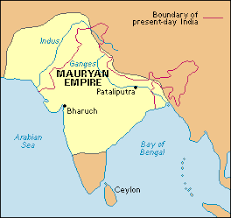 Boundary of
present-day India
Indus
MAURYAN
EMPIRE
Ganges
Pataliputra
Bharuch
Arabian
Sea
Bay of
Bengal
Ceylon